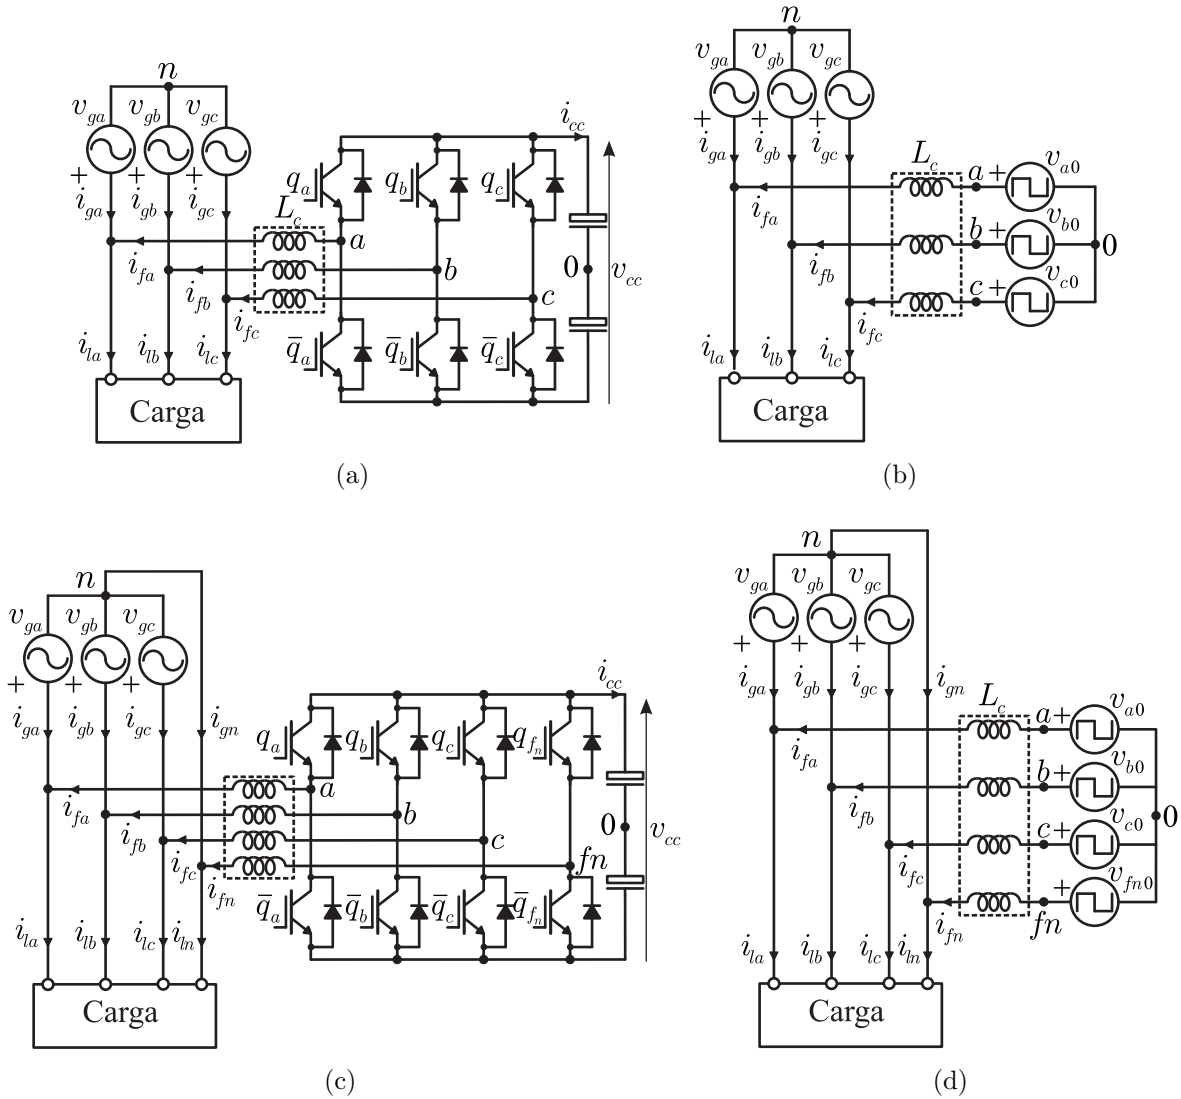 n
v_ga v_gb v_gc
+ + +
i_ga i_gb i_gc
L_c
i_fa
i_fb
i_fc
i_la i_lb i_lc
Carga
q_a q_b q_c
i_cc
a
b
c
0
v_cc
q̅_a q̅_b q̅_c
(a)
n
v_ga v_gb v_gc
+ + +
i_ga i_gb i_gc
L_c
a + v_a0
i_fa
b + v_b0
0
i_fb
c + v_c0
i_fc
i_la i_lb i_lc
Carga
(b)
n
v_ga v_gb v_gc
+ + +
i_ga i_gb i_gc i_gn
i_fa
i_fb
i_fc
i_fn
i_la i_lb i_lc i_ln
Carga
i_cc
q_a q_b q_c q_fn
a
b
c
fn
0
v_cc
q̅_a q̅_b q̅_c q̅_fn
(c)
n
v_ga v_gb v_gc
+ + +
i_ga i_gb i_gc i_gn
L_c
a + v_a0
i_fa
b + v_b0
i_fb
0
c + v_c0
i_fc
+ v_fn0
fn
i_fn
i_la i_lb i_lc i_ln
Carga
(d)